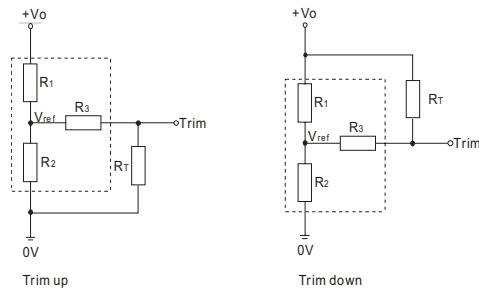 +Vo
R1
Vref
R3
Trim
R2
RT
0V
Trim up
+Vo
R1
RT
Vref
R3
Trim
R2
0V
Trim down